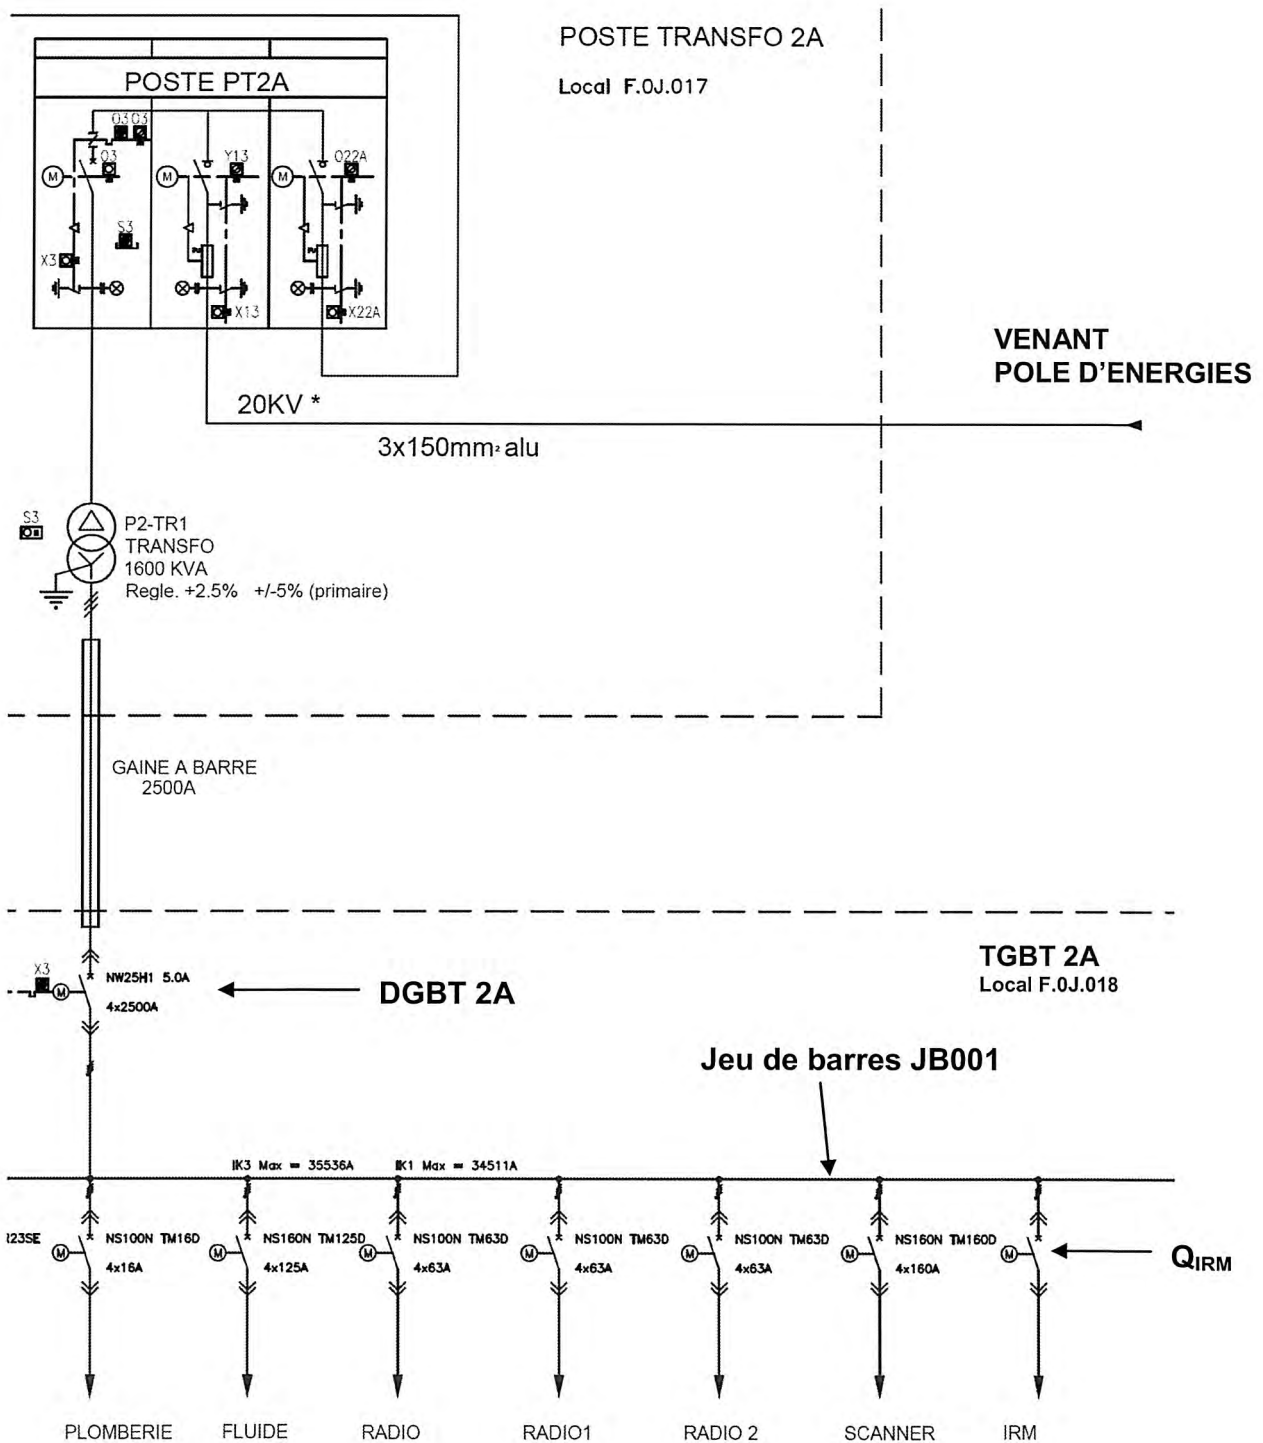 POSTE TRANSFO 2A
Local F.0J.017
POSTE PT2A
03 03
03
Y13
022A
S3
X3
X13
X22A
M
M
M
VENANT
POLE D'ENERGIES
20KV *
3x150mm² alu
S3
P2-TR1
TRANSFO
1600 KVA
Regle. +2.5% +/-5% (primaire)
GAINE A BARRE
2500A
TGBT 2A
Local F.0J.018
X3
M
NW25H1 5.0A
4x2500A
DGBT 2A
Jeu de barres JB001
IK3 Max = 35536A
IK1 Max = 34511A
M NS100N TM16D
4x16A
M NS160N TM125D
4x125A
M NS100N TM63D
4x63A
M NS100N TM63D
4x63A
M NS100N TM63D
4x63A
M NS160N TM160D
4x160A
M
QIRM
PLOMBERIE
FLUIDE
RADIO
RADIO1
RADIO 2
SCANNER
IRM